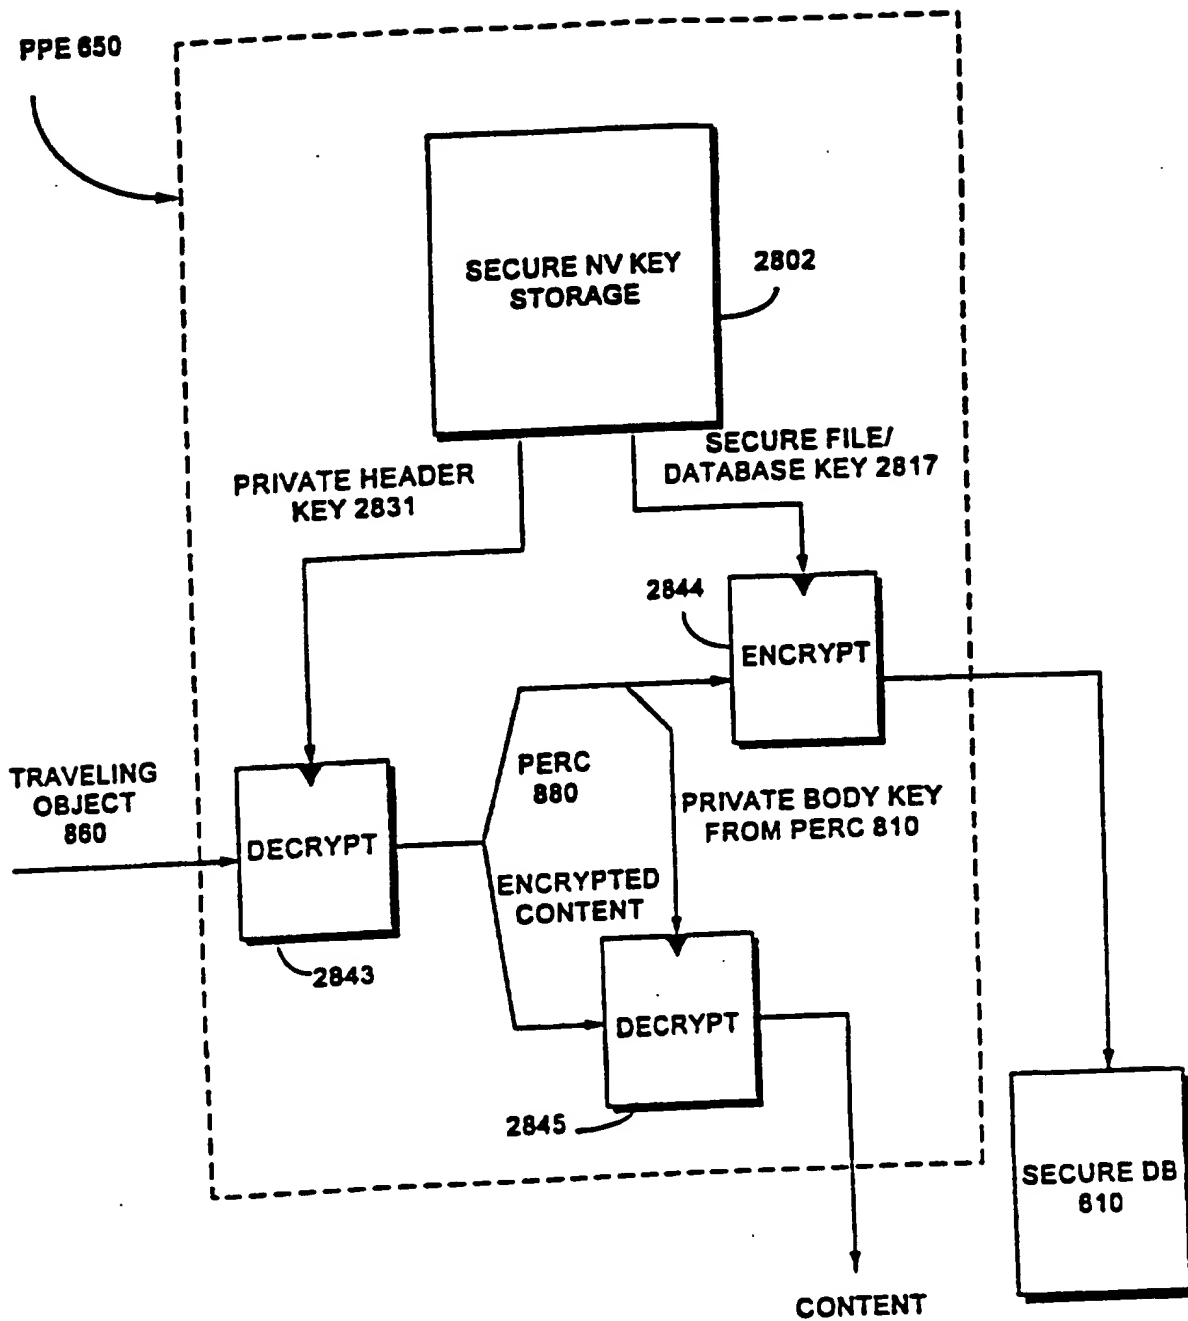 PPE 650
SECURE NV KEY
STORAGE
2802
PRIVATE HEADER
KEY 2831
SECURE FILE/
DATABASE KEY 2817
2844
ENCRYPT
TRAVELING
OBJECT
860
DECRYPT
PERC
880
PRIVATE BODY KEY
FROM PERC 810
ENCRYPTED
CONTENT
2843
DECRYPT
2845
SECURE DB
610
CONTENT